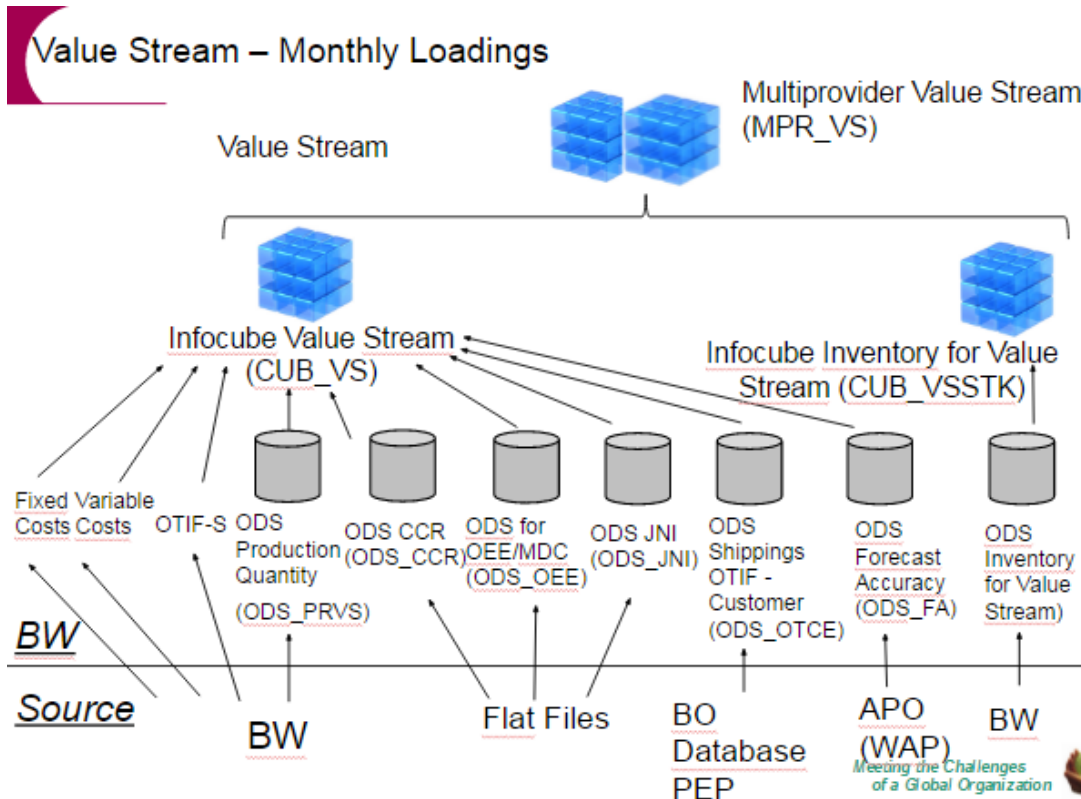 Value Stream – Monthly Loadings
Multiprovider Value Stream
(MPR_VS)
Value Stream
Infocube Value Stream
(CUB_VS)
Infocube Inventory for Value
Stream (CUB_VSSTK)
Fixed
Costs
Variable
Costs
OTIF-S
ODS
Production
Quantity
(ODS_PRVS)
ODS CCR
(ODS_CCR)
ODS for
OEE/MDC
(ODS_OEE)
ODS JNI
(ODS_JNI)
ODS
Shippings
OTIF -
Customer
(ODS_OTCE)
ODS
Forecast
Accuracy
(ODS_FA)
ODS
Inventory
for Value
Stream)
BW
Source
BW
Flat Files
BO
Database
PEP
APO
(WAP)
BW
Meeting the Challenges
of a Global Organization